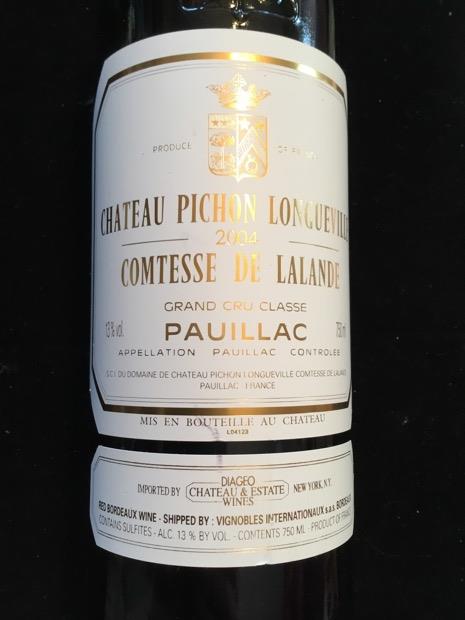 PRODUCE OF FRANCE
CHATEAU PICHON LONGUEVILLE
2004
COMTESSE DE LALANDE
GRAND CRU CLASSE
13% vol. PAUILLAC 750 ml
APPELLATION PAUILLAC CONTROLEE
S.C.I. DU DOMAINE DE CHATEAU PICHON LONGUEVILLE COMTESSE DE LALANDE
PAUILLAC FRANCE
MIS EN BOUTEILLE AU CHATEAU
L04123
DIAGEO
IMPORTED BY CHATEAU & ESTATE NEW YORK, N.Y.
WINES
RED BORDEAUX WINE - SHIPPED BY : VIGNOBLES INTERNATIONAUX s.a.s. BORDEAUX
CONTAINS SULFITES - ALC. 13 % BY VOL. - CONTENTS 750 ML - PRODUCT OF FRANCE